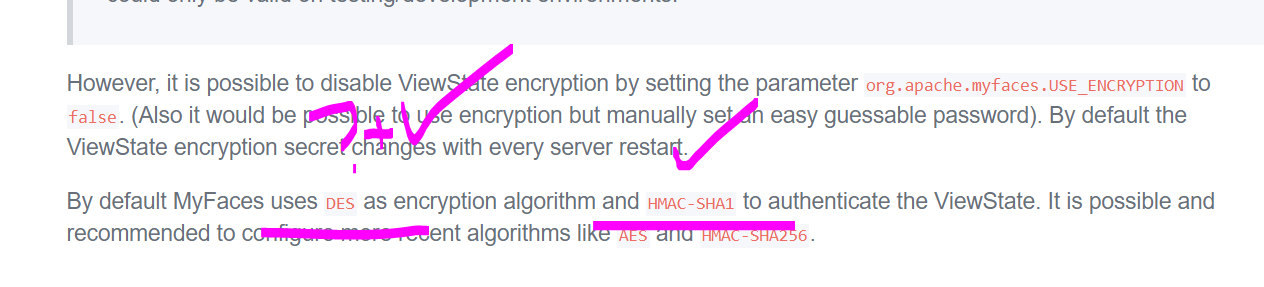 could only be valid on testing/development environments.
However, it is possible to disable ViewState encryption by setting the parameter org.apache.myfaces.USE_ENCRYPTION to
false. (Also it would be possible to use encryption but manually set an easy guessable password). By default the
ViewState encryption secret changes with every server restart.
By default MyFaces uses DES as encryption algorithm and HMAC-SHA1 to authenticate the ViewState. It is possible and
recommended to configure more recent algorithms like AES and HMAC-SHA256.